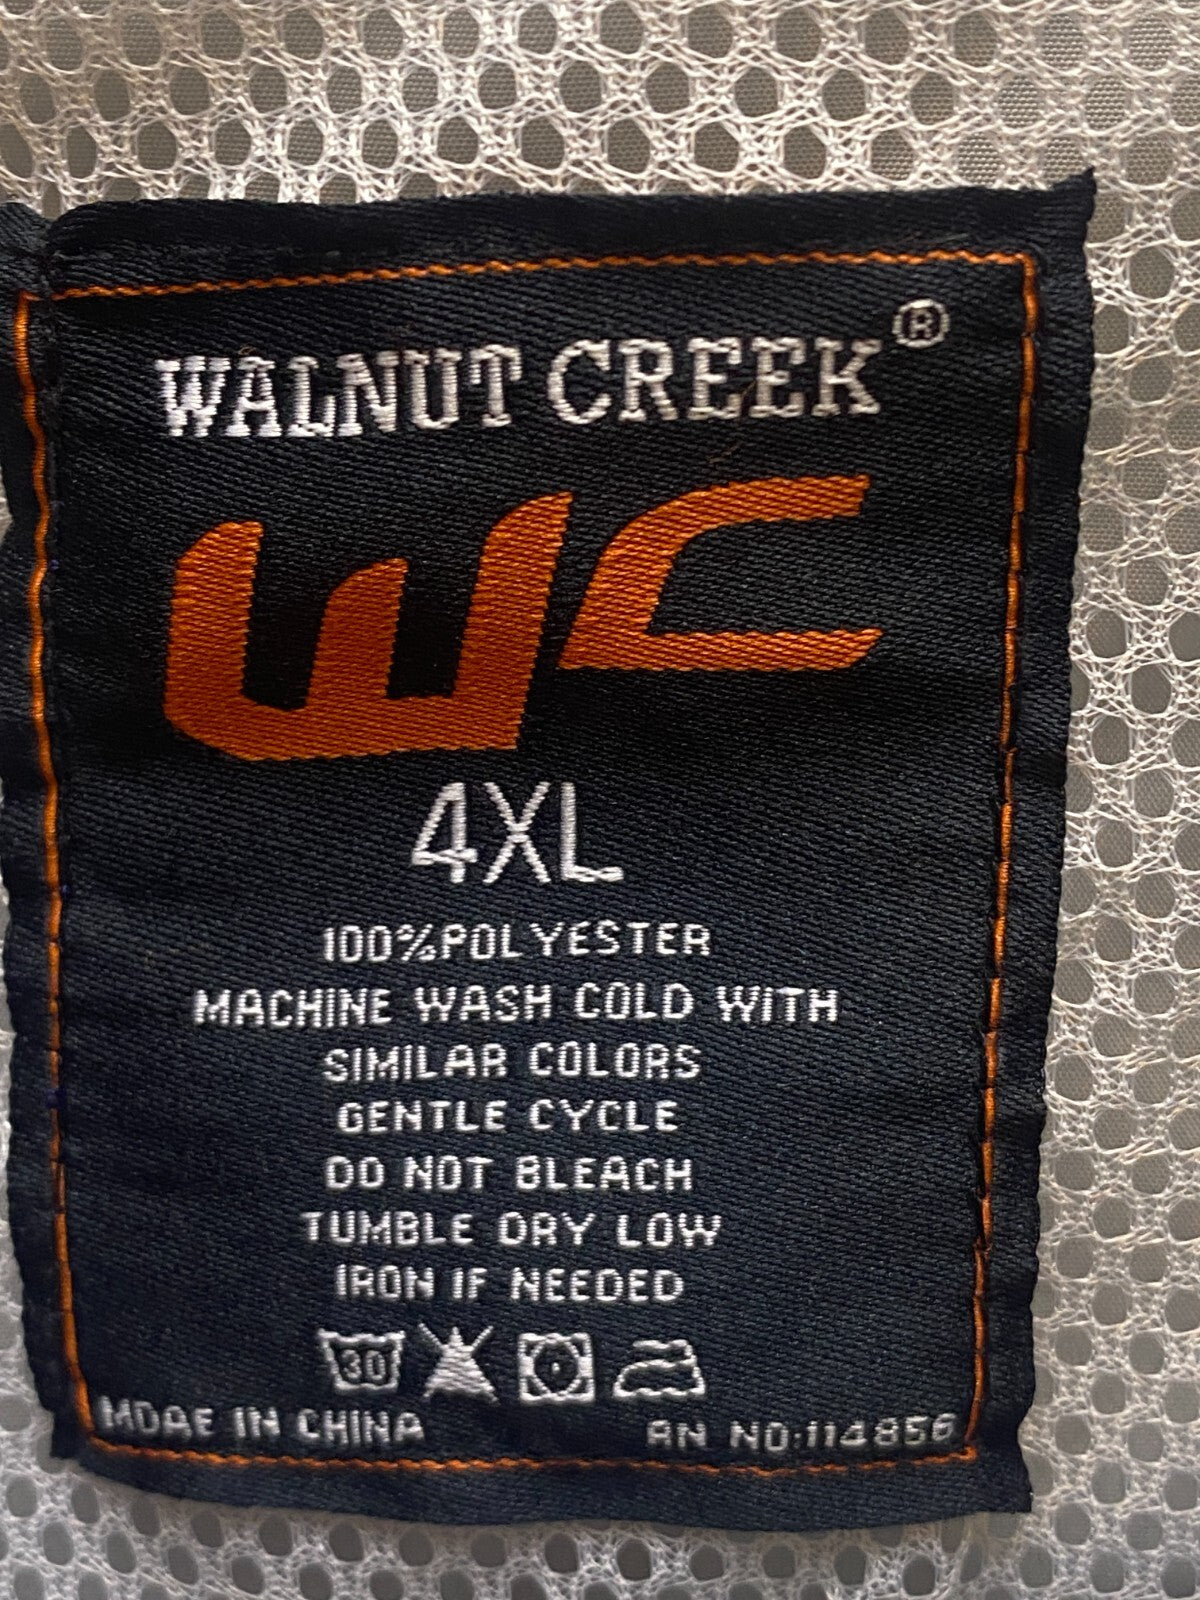 WALNUT CREEK®
WC
4XL
100%POLYESTER
MACHINE WASH COLD WITH
SIMILAR COLORS
GENTLE CYCLE
DO NOT BLEACH
TUMBLE DRY LOW
IRON IF NEEDED
30
MDAE IN CHINA AN NO:114856